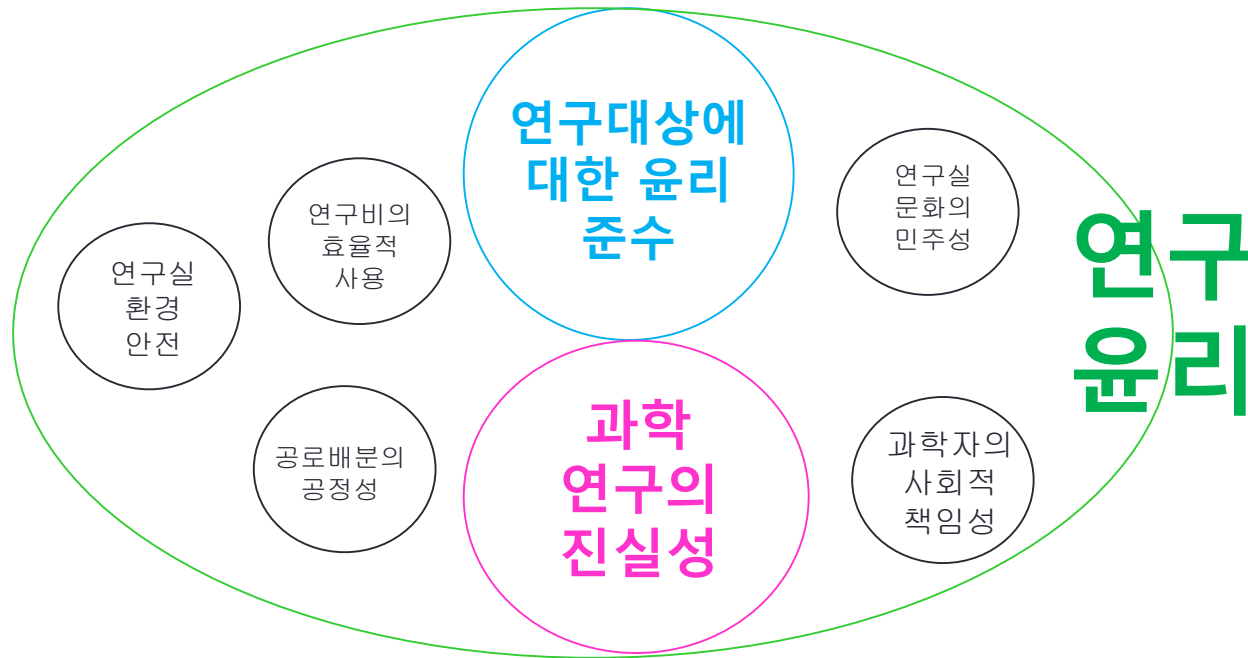 연구대상에
대한 윤리
준수
연구실
문화의
민주성
연구비의
효율적
사용
연구실
환경
안전
연구
윤리
과학
연구의
진실성
공로배분의
공정성
과학자의
사회적
책임성